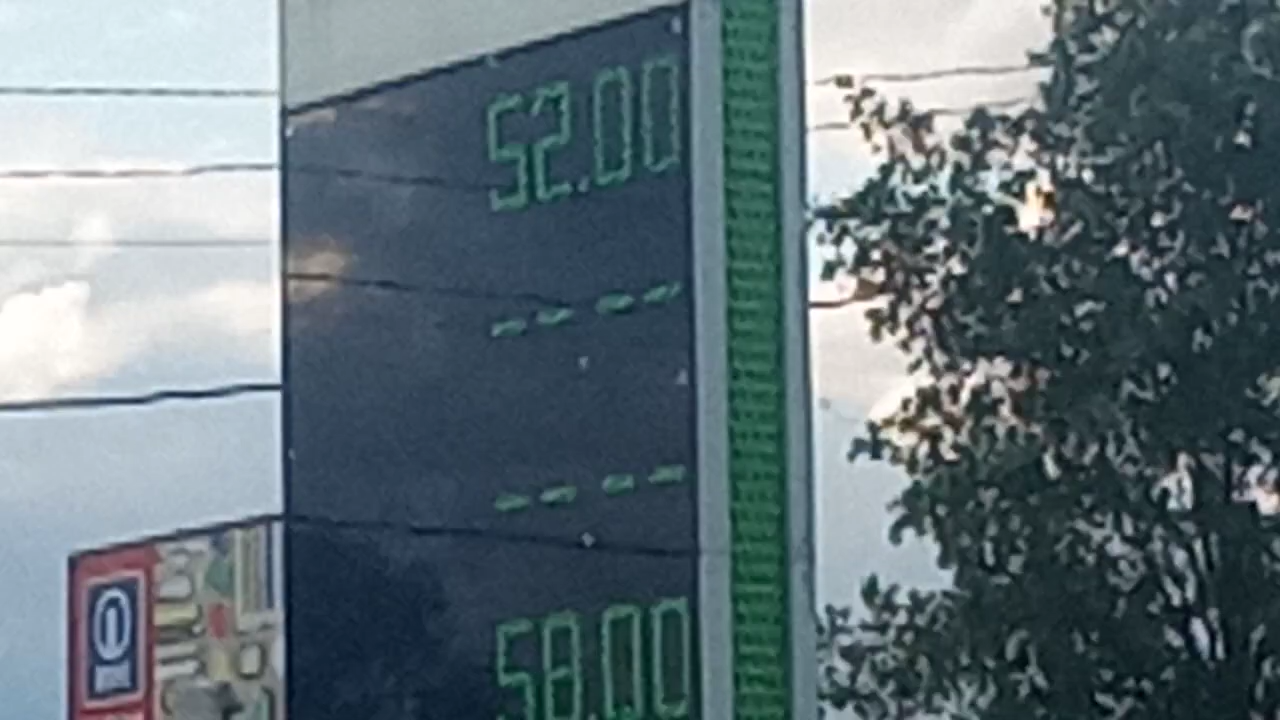 52.00
-- --
-- --
58.00